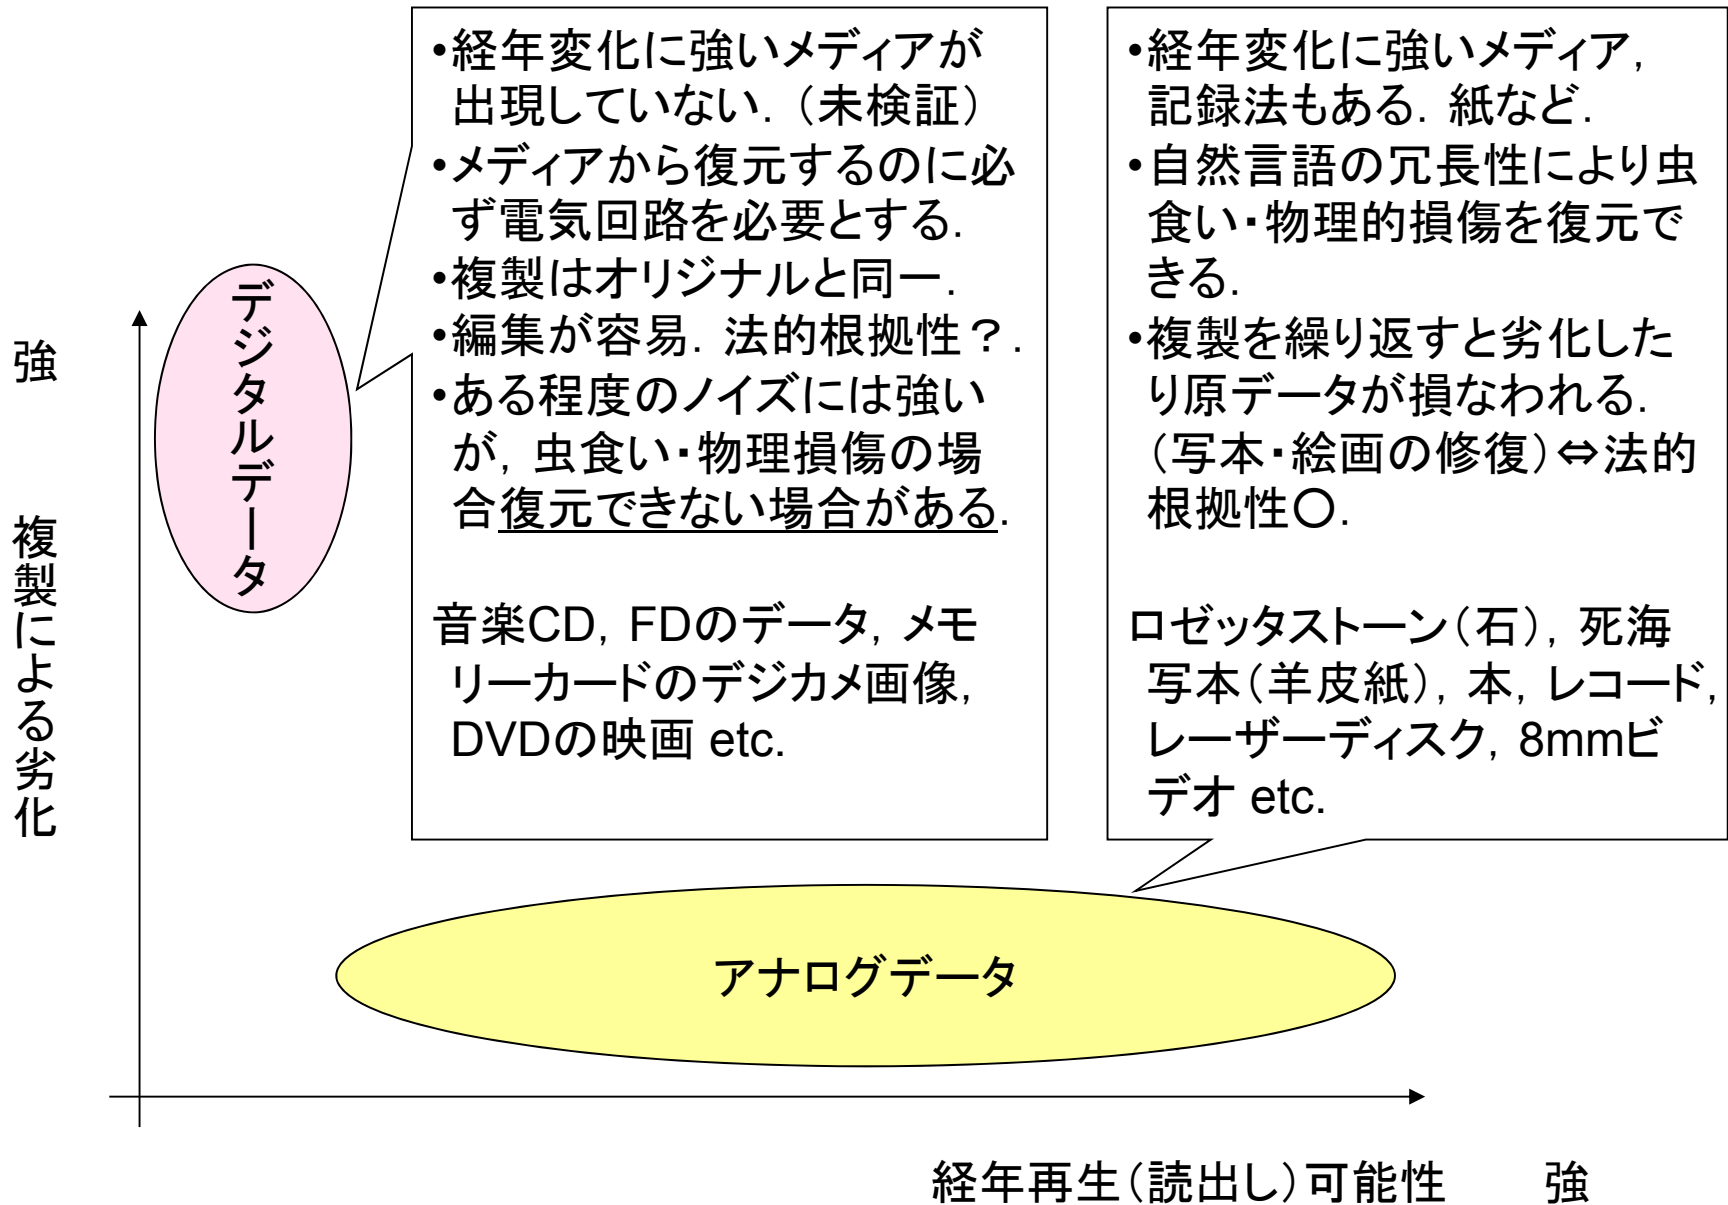 •経年変化に強いメディアが
出現していない.（未検証）
•メディアから復元するのに必
ず電気回路を必要とする.
•複製はオリジナルと同一.
•編集が容易. 法的根拠性？.
•ある程度のノイズには強い
が, 虫食い・物理損傷の場
合復元できない場合がある.
音楽CD, FDのデータ, メモ
リーカードのデジカメ画像,
DVDの映画 etc.
•経年変化に強いメディア,
記録法もある. 紙など.
•自然言語の冗長性により虫
食い・物理的損傷を復元で
きる.
•複製を繰り返すと劣化した
り原データが損なわれる.
（写本・絵画の修復）⇔法的
根拠性〇.
ロゼッタストーン（石）, 死海
写本（羊皮紙）, 本, レコード,
レーザーディスク, 8mmビ
デオ etc.
デジタルデータ
強
複製による劣化
アナログデータ
経年再生（読出し）可能性 強